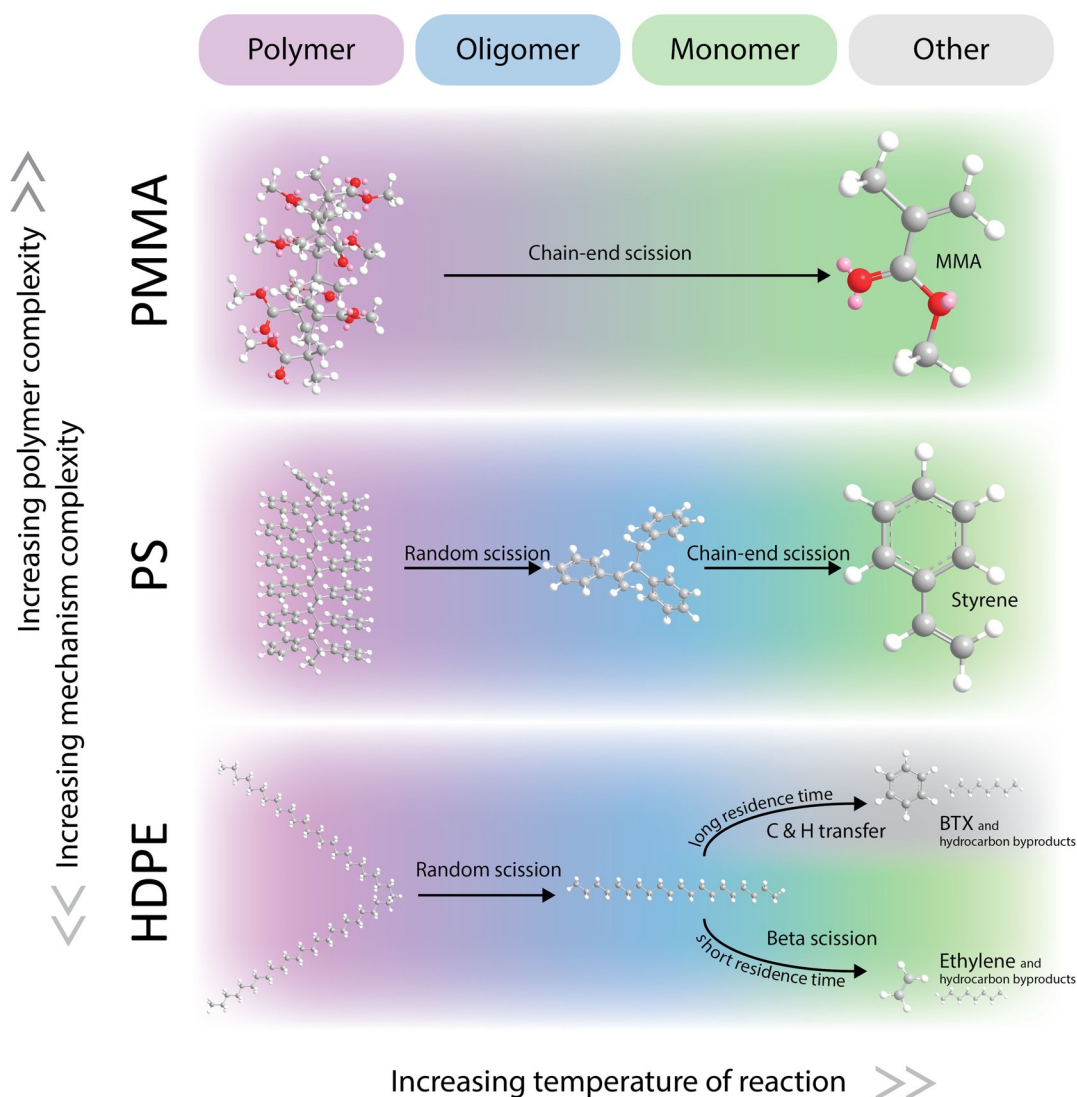 Polymer
Oligomer
Monomer
Other
Increasing polymer complexity
Increasing mechanism complexity
PMMA
Chain-end scission
MMA
PS
Random scission
Chain-end scission
Styrene
HDPE
Random scission
long residence time
C & H transfer
BTX and
hydrocarbon byproducts
Beta scission
short residence time
Ethylene and
hydrocarbon byproducts
Increasing temperature of reaction